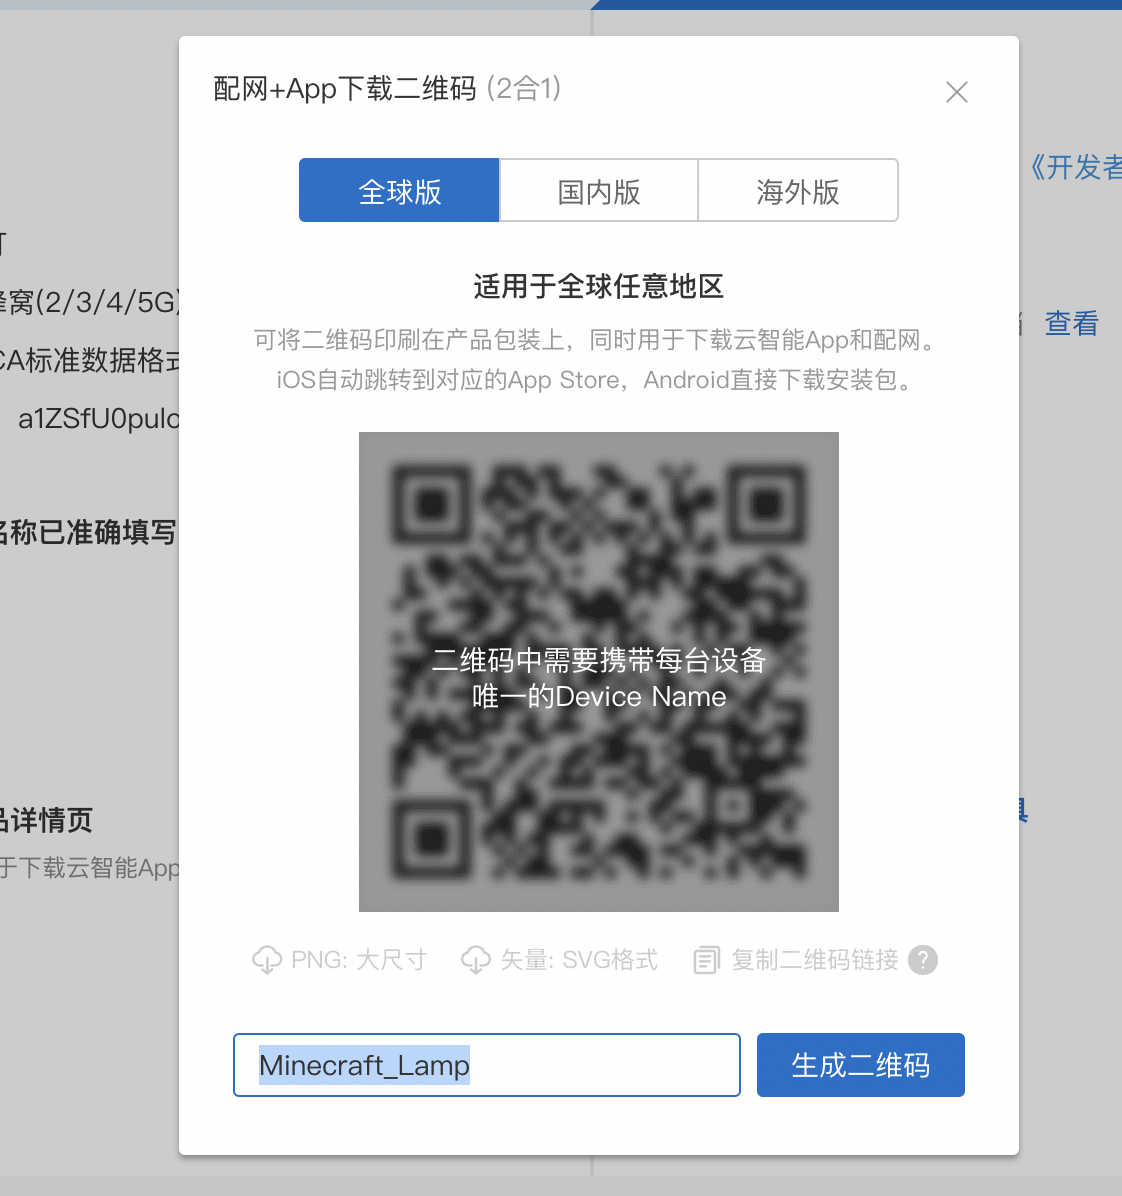 配网+App下载二维码 (2合1)
全球版 国内版 海外版
《开发者
适用于全球任意地区
蜂窝(2/3/4/5G)
查看
可将二维码印刷在产品包装上，同时用于下载云智能App和配网。
CA标准数据格式
iOS自动跳转到对应的App Store，Android直接下载安装包。
a1ZSfU0pulc
名称已准确填写
二维码中需要携带每台设备
唯一的Device Name
品详情页
于下载云智能App
PNG: 大尺寸 矢量: SVG格式 复制二维码链接 ?
Minecraft_Lamp 生成二维码